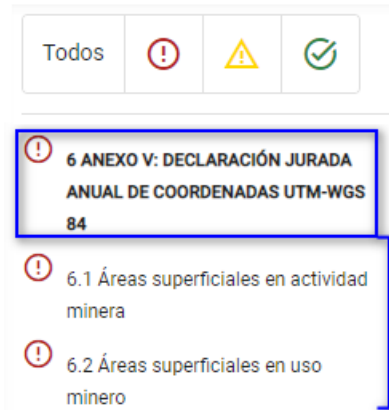 Todos
6 ANEXO V: DECLARACIÓN JURADA
ANUAL DE COORDENADAS UTM-WGS
84
6.1 Áreas superficiales en actividad
minera
6.2 Áreas superficiales en uso
minero